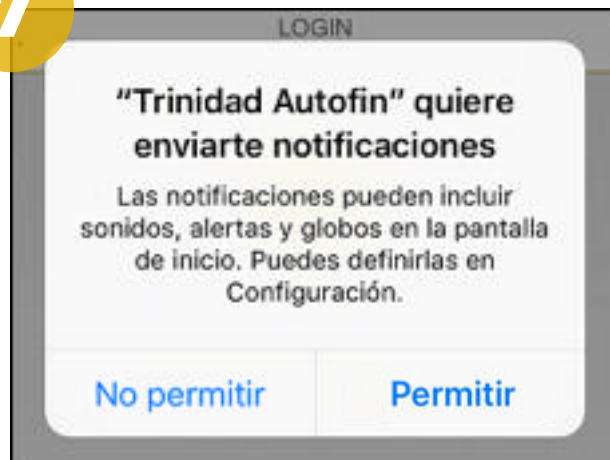 LOGIN
“Trinidad Autofin” quiere
enviarte notificaciones
Las notificaciones pueden incluir
sonidos, alertas y globos en la pantalla
de inicio. Puedes definirlas en
Configuración.
No permitir
Permitir